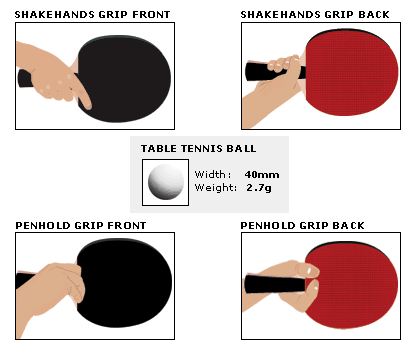 SHAKEHANDS GRIP FRONT
SHAKEHANDS GRIP BACK
TABLE TENNIS BALL
Width: 40mm
Weight: 2.7g
PENHOLD GRIP FRONT
PENHOLD GRIP BACK